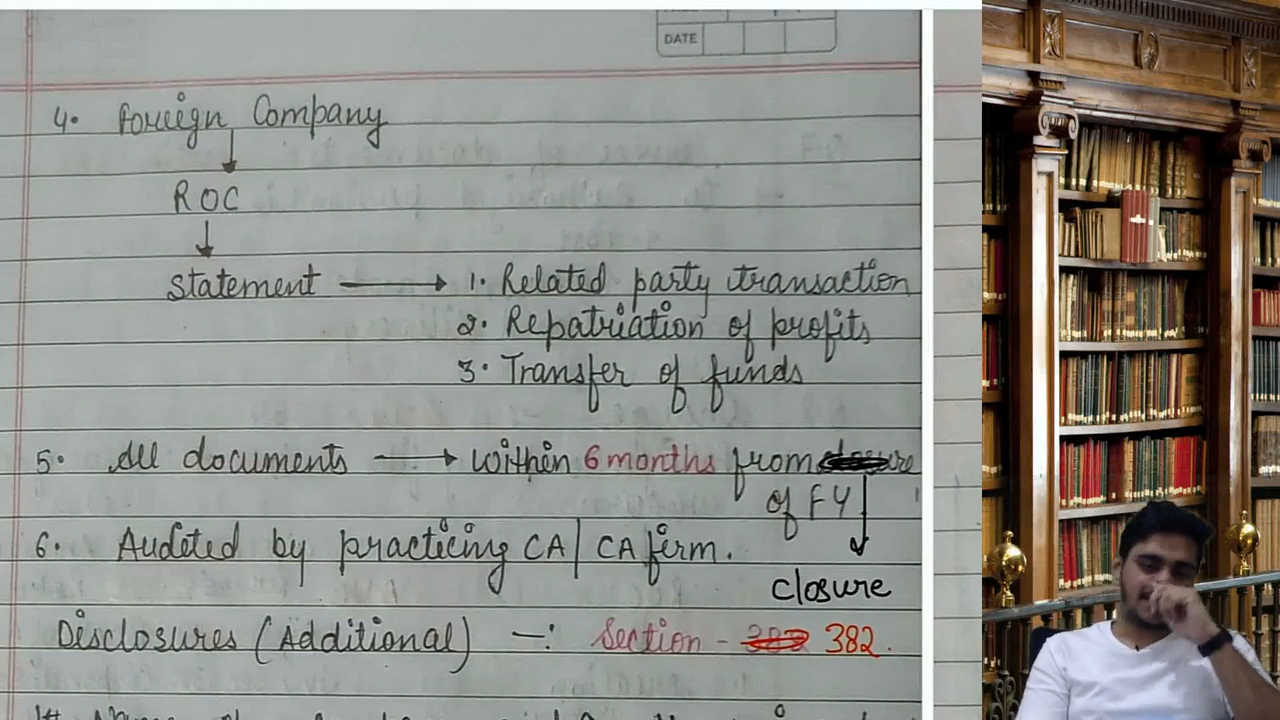 DATE
4. Foreign Company
ROC
Statement → 1. Related party transaction
2. Repatriation of profits
3. Transfer of funds
5. All documents → within 6 months from
of FY
closure
6. Audited by practicing CA/CA firm.
Disclosures (Additional) —: Section - 382.